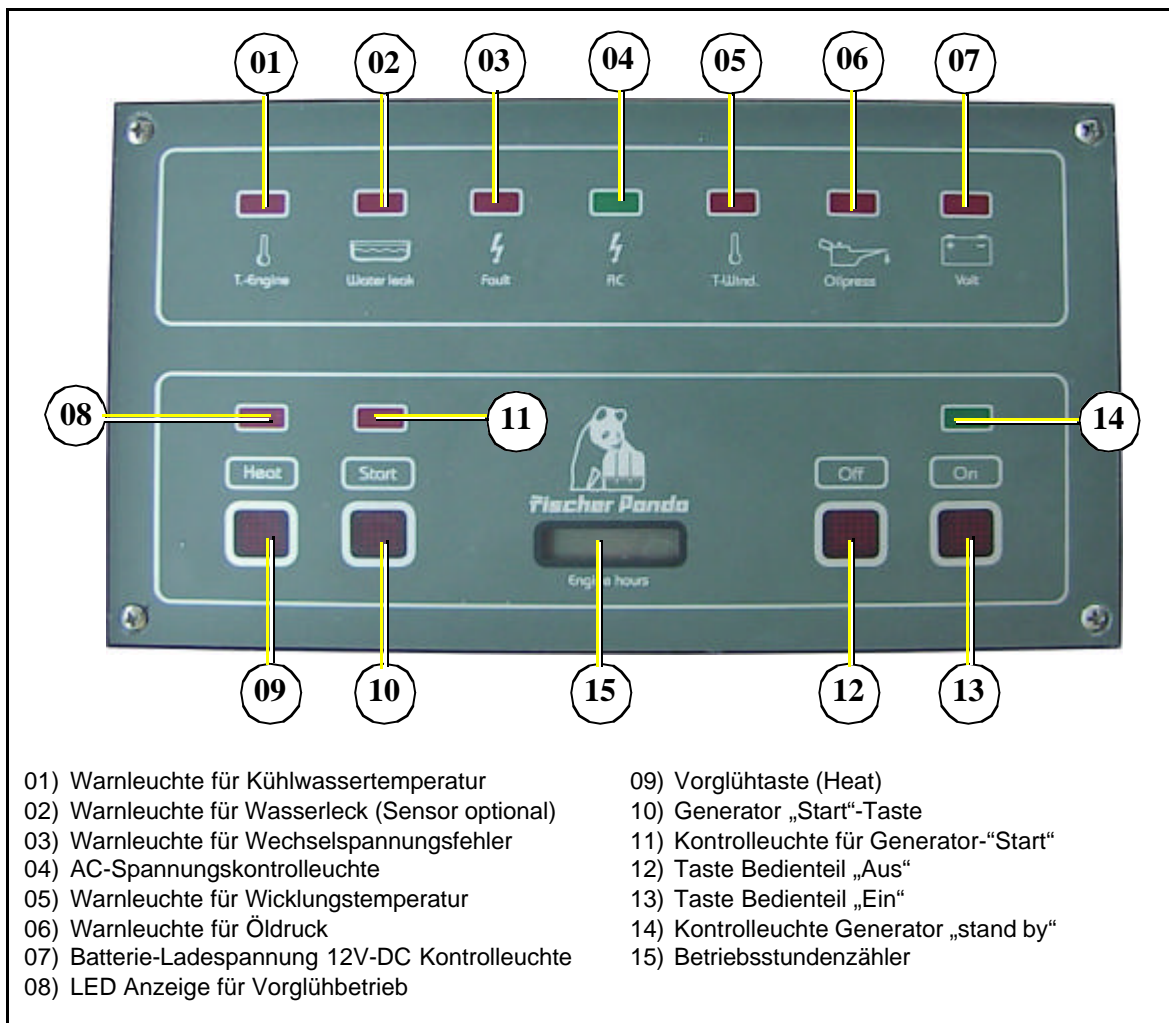 01 02 03 04 05 06 07
T.-Engine Water leak Fault AC T-Wind. Oilpress Volt
08 11 14
Heat Start Off On
Fischer Panda
Engine hours
09 10 15 12 13
01) Warnleuchte für Kühlwassertemperatur
02) Warnleuchte für Wasserleck (Sensor optional)
03) Warnleuchte für Wechselspannungsfehler
04) AC-Spannungskontrolleuchte
05) Warnleuchte für Wicklungstemperatur
06) Warnleuchte für Öldruck
07) Batterie-Ladespannung 12V-DC Kontrolleuchte
08) LED Anzeige für Vorglühbetrieb
09) Vorglühtaste (Heat)
10) Generator „Start“-Taste
11) Kontrolleuchte für Generator-“Start“
12) Taste Bedienteil „Aus“
13) Taste Bedienteil „Ein“
14) Kontrolleuchte Generator „stand by“
15) Betriebsstundenzähler